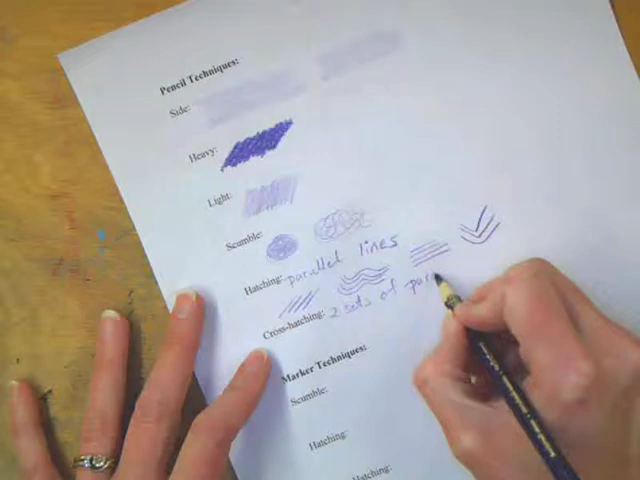 Pencil Techniques:
Side:
Heavy:
Light:
Scumble:
Hatching: parallel lines
Cross-hatching: 2 sets of par
Marker Techniques:
Scumble:
Hatching:
Hatching: